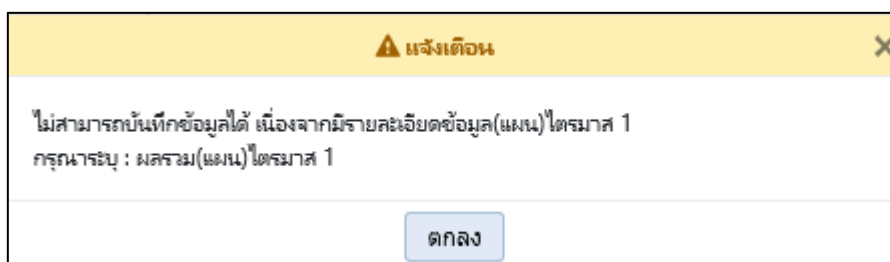 แจ้งเตือน
ไม่สามารถบันทึกข้อมูลได้ เนื่องจากมีรายละเอียดข้อมูล(แผน)ไตรมาส 1
กรุณาระบุ : ผลรวม(แผน)ไตรมาส 1
ตกลง